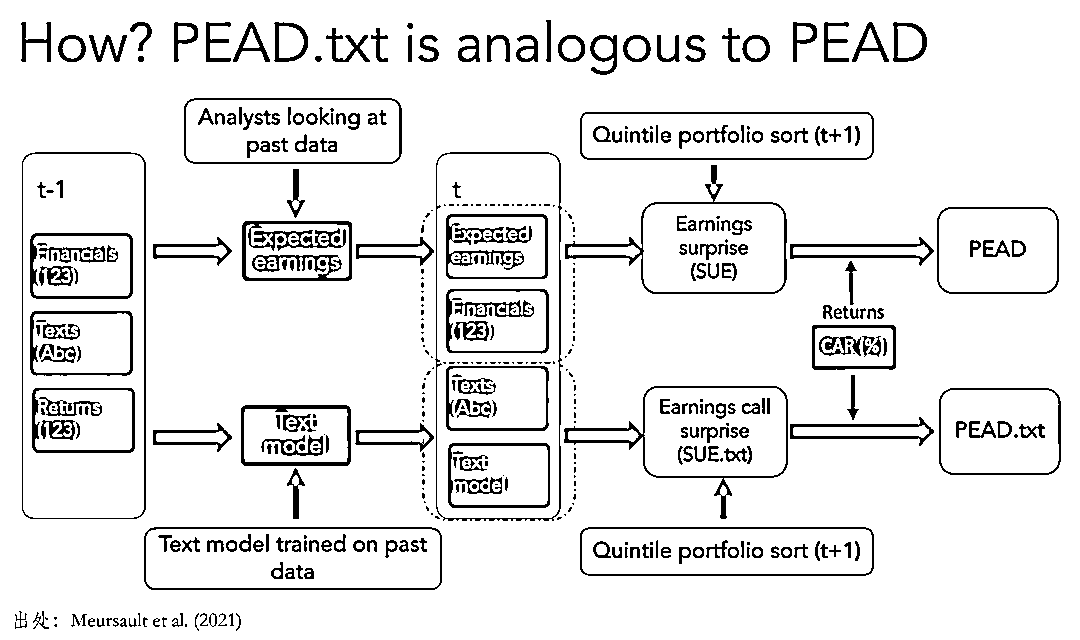 How? PEAD.txt is analogous to PEAD
Analysts looking at
past data
Quintile portfolio sort (t+1)
t-1
Financials
(123)
Texts
(Abc)
Returns
(123)
Expected
earnings
Text
model
t
Expected
earnings
Financials
(123)
Texts
(Abc)
Text
model
Earnings
surprise
(SUE)
PEAD
Returns
CAR (%)
Earnings call
surprise
(SUE.txt)
PEAD.txt
Text model trained on past
data
Quintile portfolio sort (t+1)
出处：Meursault et al. (2021)